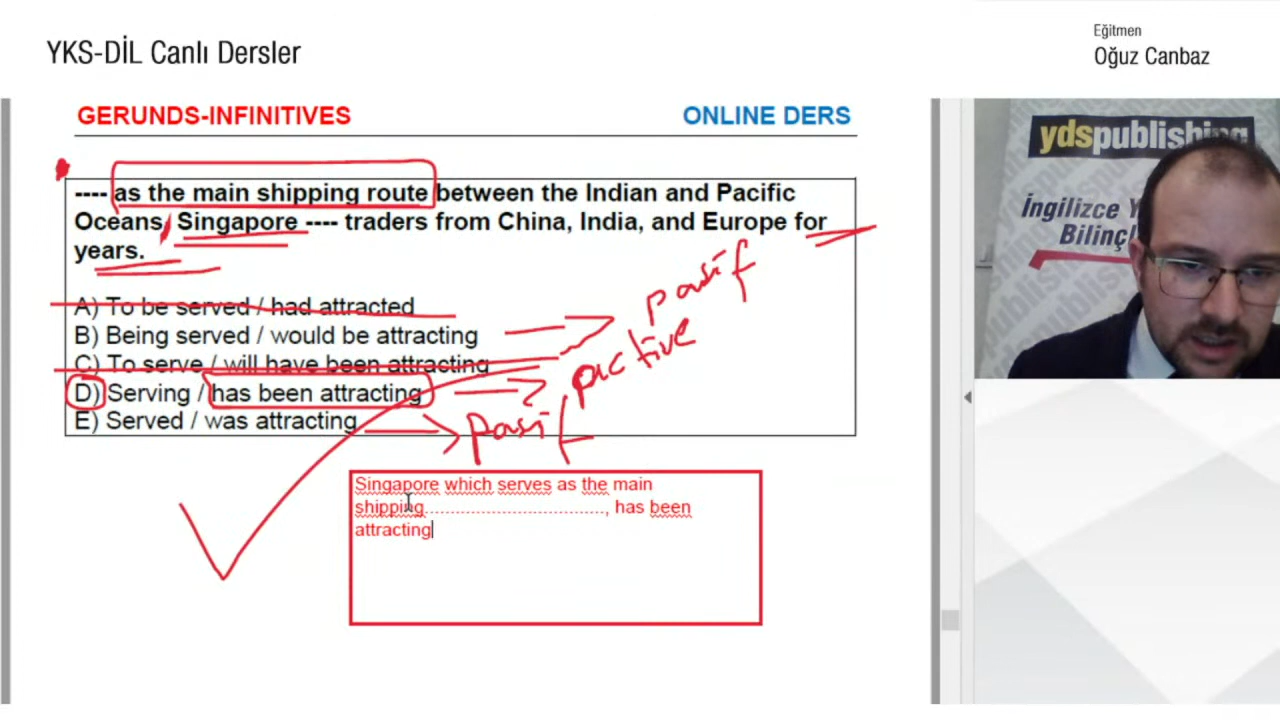 YKS-DİL Canlı Dersler
Eğitmen
Oğuz Canbaz
GERUNDS-INFINITIVES ONLINE DERS
---- as the main shipping route between the Indian and Pacific
Oceans, Singapore ---- traders from China, India, and Europe for
years.
A) To be served / had attracted
B) Being served / would be attracting
C) To serve / will have been attracting
D) Serving / has been attracting
E) Served / was attracting
pasif
active
pasif
Singapore which serves as the main
shipping................................., has been
attracting
ydspublishing
İngilizce
Bilinçl